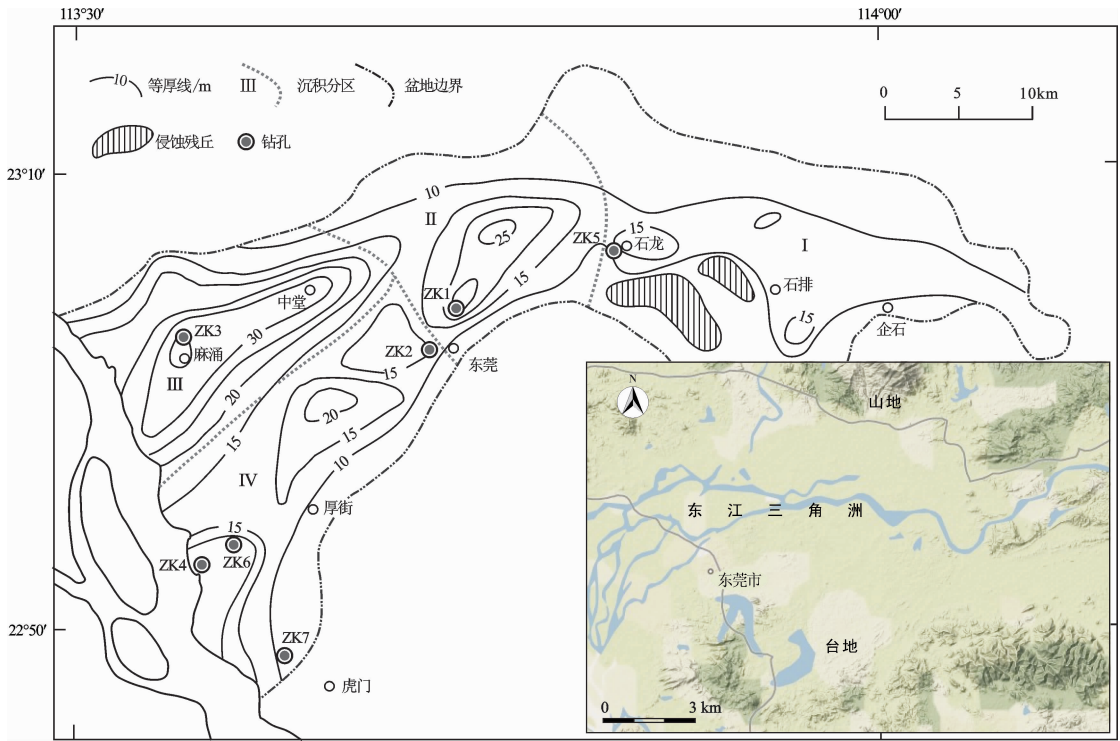 113°30′
114°00′
10
等厚线/m
III
沉积分区
盆地边界
0
5
10km
侵蚀残丘
钻孔
23°10′
10
II
25
ZK5
15
石龙
I
石排
15
企石
中堂
ZK1
15
ZK3
麻涌
30
ZK2
东莞
III
15
20
20
15
15
10
IV
厚街
15
ZK4
ZK6
22°50′
ZK7
虎门
N
山地
东江三角洲
东莞市
台地
0
3 km